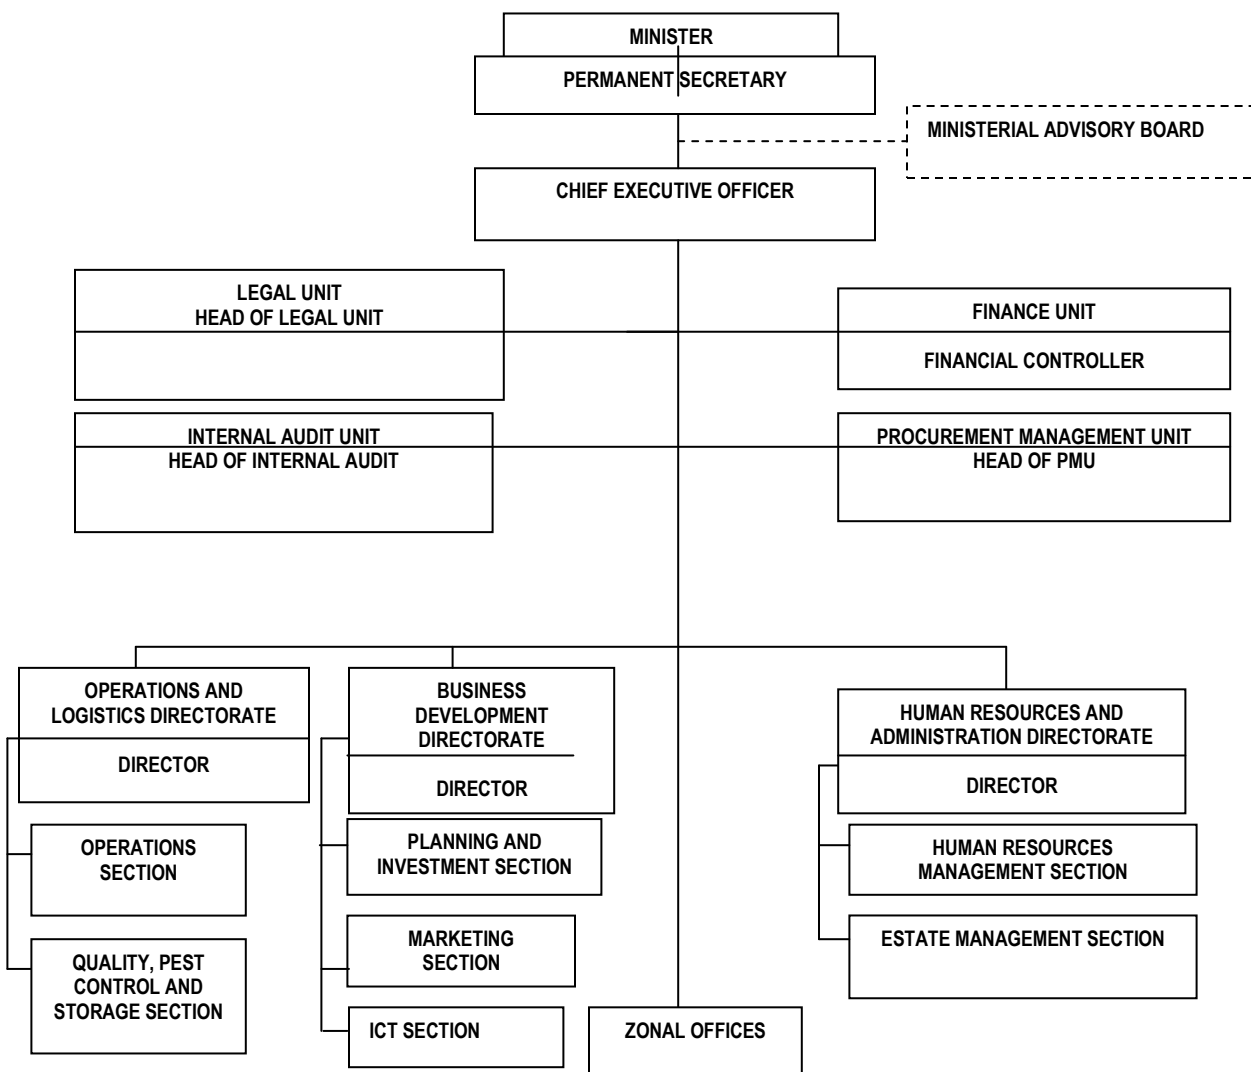 MINISTER
PERMANENT SECRETARY
MINISTERIAL ADVISORY BOARD
CHIEF EXECUTIVE OFFICER
LEGAL UNIT
HEAD OF LEGAL UNIT
FINANCE UNIT
FINANCIAL CONTROLLER
INTERNAL AUDIT UNIT
HEAD OF INTERNAL AUDIT
PROCUREMENT MANAGEMENT UNIT
HEAD OF PMU
OPERATIONS AND
LOGISTICS DIRECTORATE
DIRECTOR
OPERATIONS
SECTION
QUALITY, PEST
CONTROL AND
STORAGE SECTION
BUSINESS
DEVELOPMENT
DIRECTORATE
DIRECTOR
PLANNING AND
INVESTMENT SECTION
MARKETING
SECTION
ICT SECTION
ZONAL OFFICES
HUMAN RESOURCES AND
ADMINISTRATION DIRECTORATE
DIRECTOR
HUMAN RESOURCES
MANAGEMENT SECTION
ESTATE MANAGEMENT SECTION